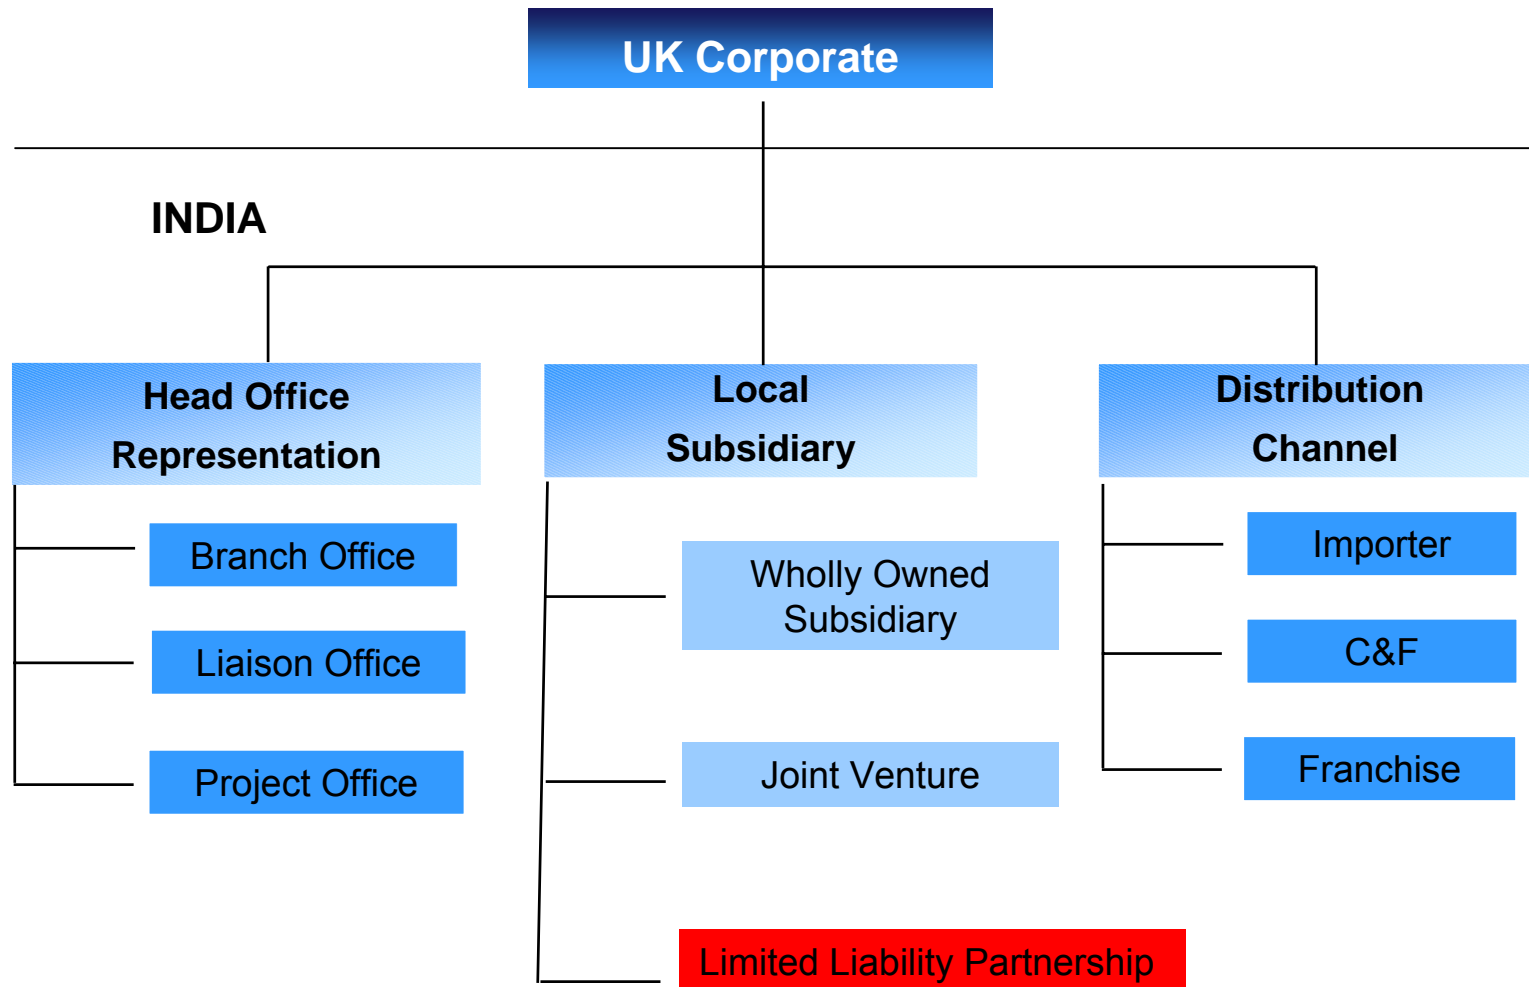 UK Corporate
INDIA
Head Office
Representation
Branch Office
Liaison Office
Project Office
Local
Subsidiary
Wholly Owned
Subsidiary
Joint Venture
Limited Liability Partnership
Distribution
Channel
Importer
C&F
Franchise